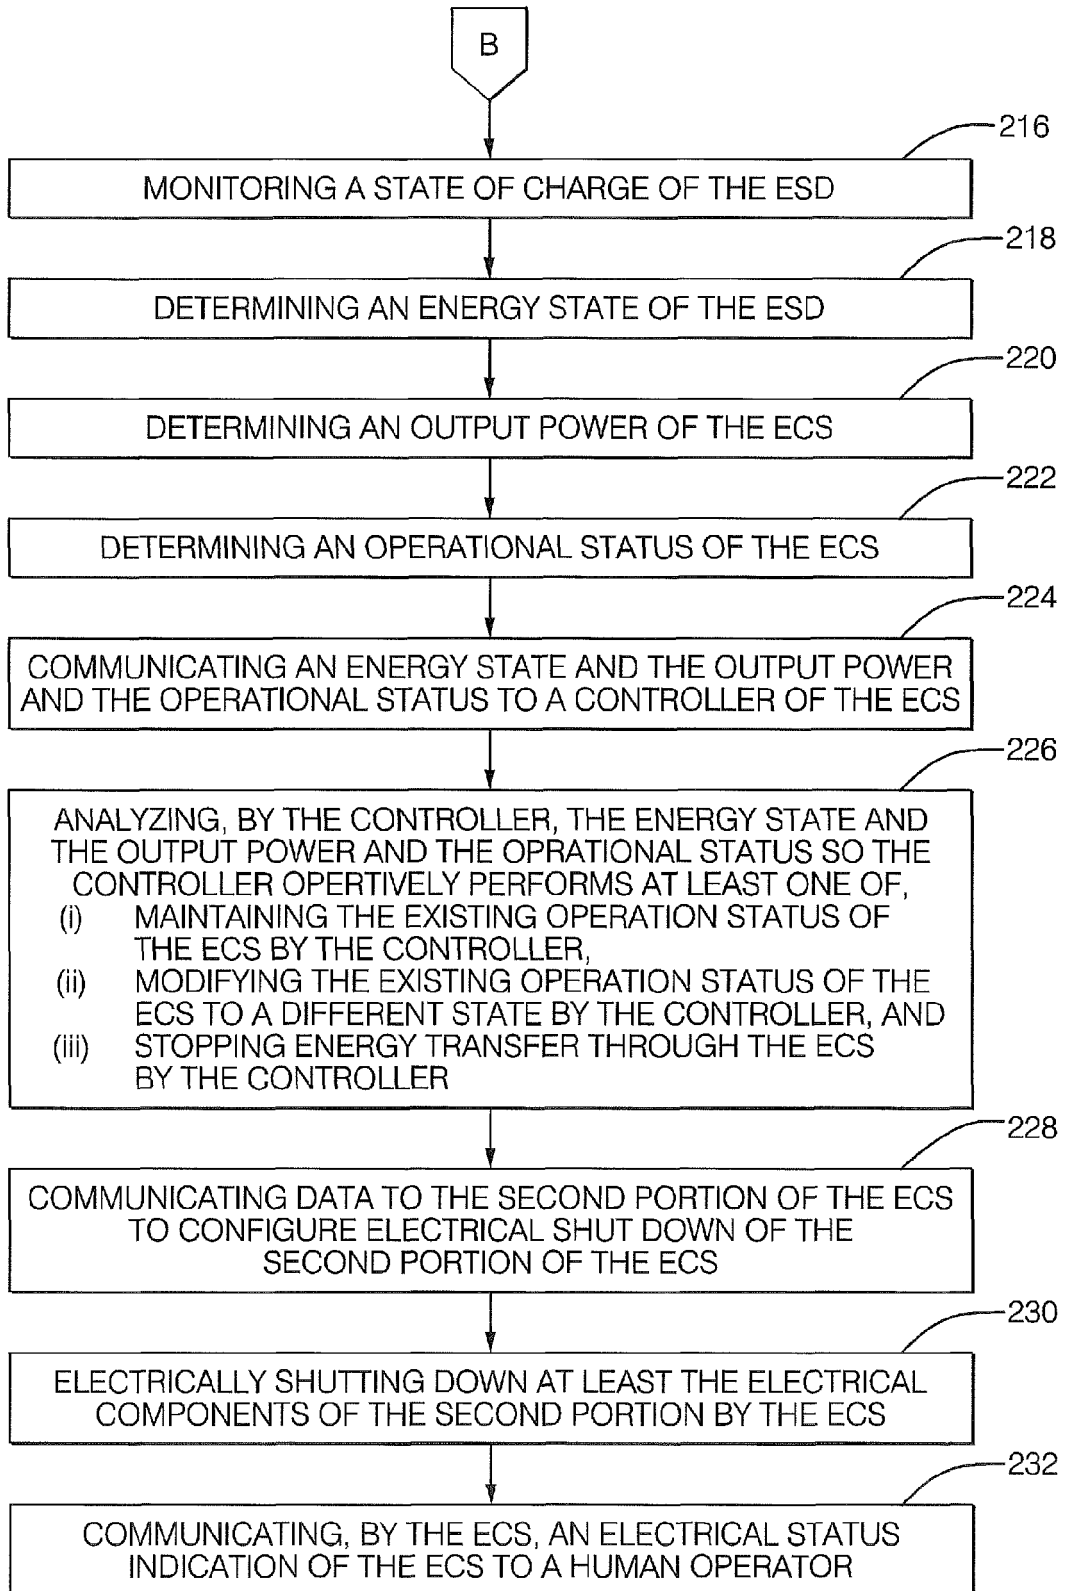 B
216
MONITORING A STATE OF CHARGE OF THE ESD
218
DETERMINING AN ENERGY STATE OF THE ESD
220
DETERMINING AN OUTPUT POWER OF THE ECS
222
DETERMINING AN OPERATIONAL STATUS OF THE ECS
224
COMMUNICATING AN ENERGY STATE AND THE OUTPUT POWER
AND THE OPERATIONAL STATUS TO A CONTROLLER OF THE ECS
226
ANALYZING, BY THE CONTROLLER, THE ENERGY STATE AND
THE OUTPUT POWER AND THE OPRATIONAL STATUS SO THE
CONTROLLER OPERTIVELY PERFORMS AT LEAST ONE OF,
(i) MAINTAINING THE EXISTING OPERATION STATUS OF
THE ECS BY THE CONTROLLER,
(ii) MODIFYING THE EXISTING OPERATION STATUS OF THE
ECS TO A DIFFERENT STATE BY THE CONTROLLER, AND
(iii) STOPPING ENERGY TRANSFER THROUGH THE ECS
BY THE CONTROLLER
228
COMMUNICATING DATA TO THE SECOND PORTION OF THE ECS
TO CONFIGURE ELECTRICAL SHUT DOWN OF THE
SECOND PORTION OF THE ECS
230
ELECTRICALLY SHUTTING DOWN AT LEAST THE ELECTRICAL
COMPONENTS OF THE SECOND PORTION BY THE ECS
232
COMMUNICATING, BY THE ECS, AN ELECTRICAL STATUS
INDICATION OF THE ECS TO A HUMAN OPERATOR